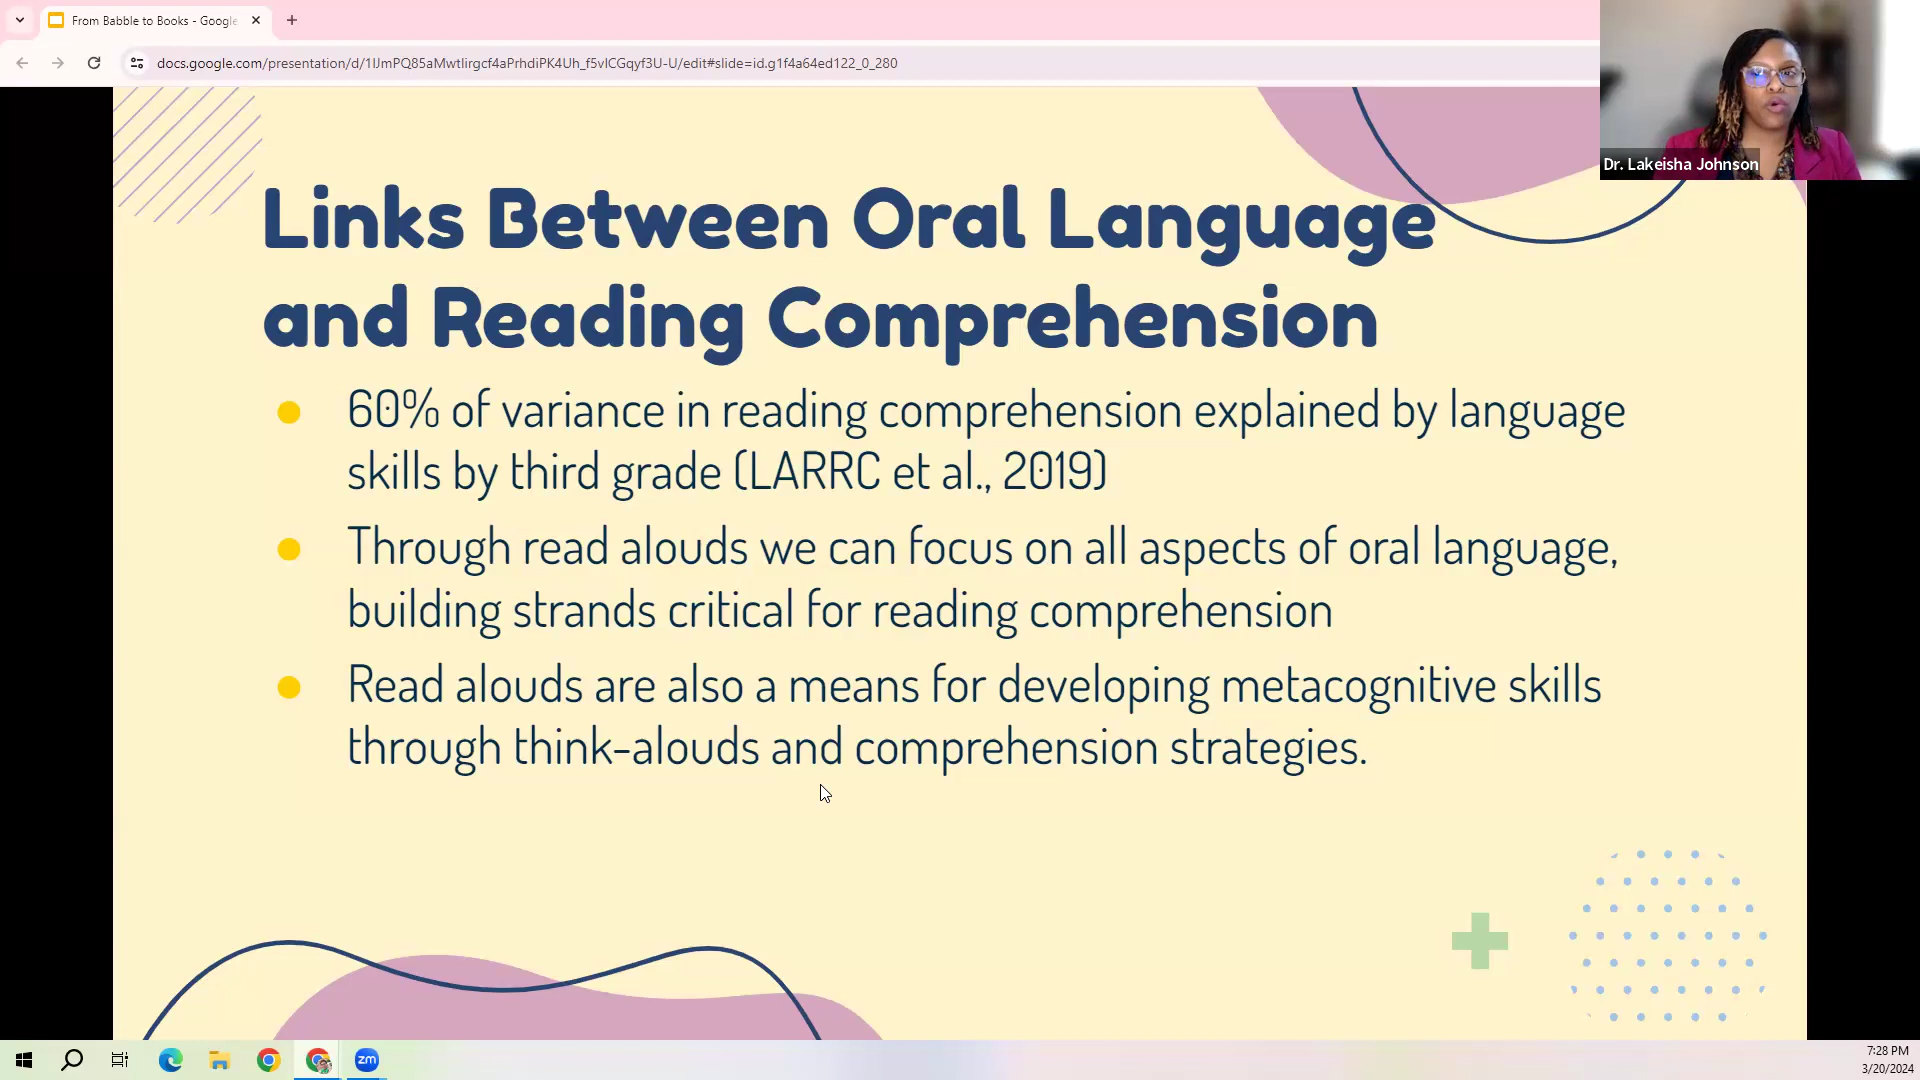 From Babble to Books - Google
docs.google.com/presentation/d/1IJmPQ85aMwtlirgcf4aPrhdiPK4Uh_f5vICGqyf3U-U/edit#slide=id.g1f4a64ed122_0_280
Dr. Lakeisha Johnson
Links Between Oral Language
and Reading Comprehension
60% of variance in reading comprehension explained by language
skills by third grade (LARRC et al., 2019)
Through read alouds we can focus on all aspects of oral language,
building strands critical for reading comprehension
Read alouds are also a means for developing metacognitive skills
through think-alouds and comprehension strategies.
zm
7:28 PM
3/20/2024